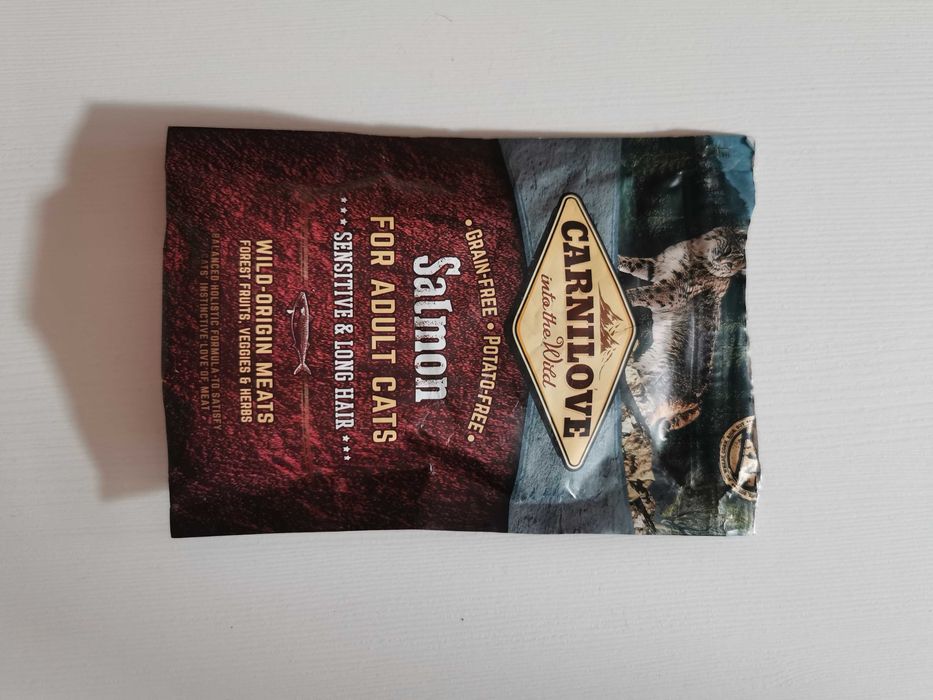 CARNILOVE
into the Wild
• GRAIN-FREE • POTATO-FREE •
Salmon
FOR ADULT CATS
★★★ SENSITIVE & LONG HAIR ★★★
WILD-ORIGIN MEATS
FOREST FRUITS, VEGGIES & HERBS
BALANCED HOLISTIC FORMULA TO SATISFY
INSTINCTIVE LOVE OF MEAT